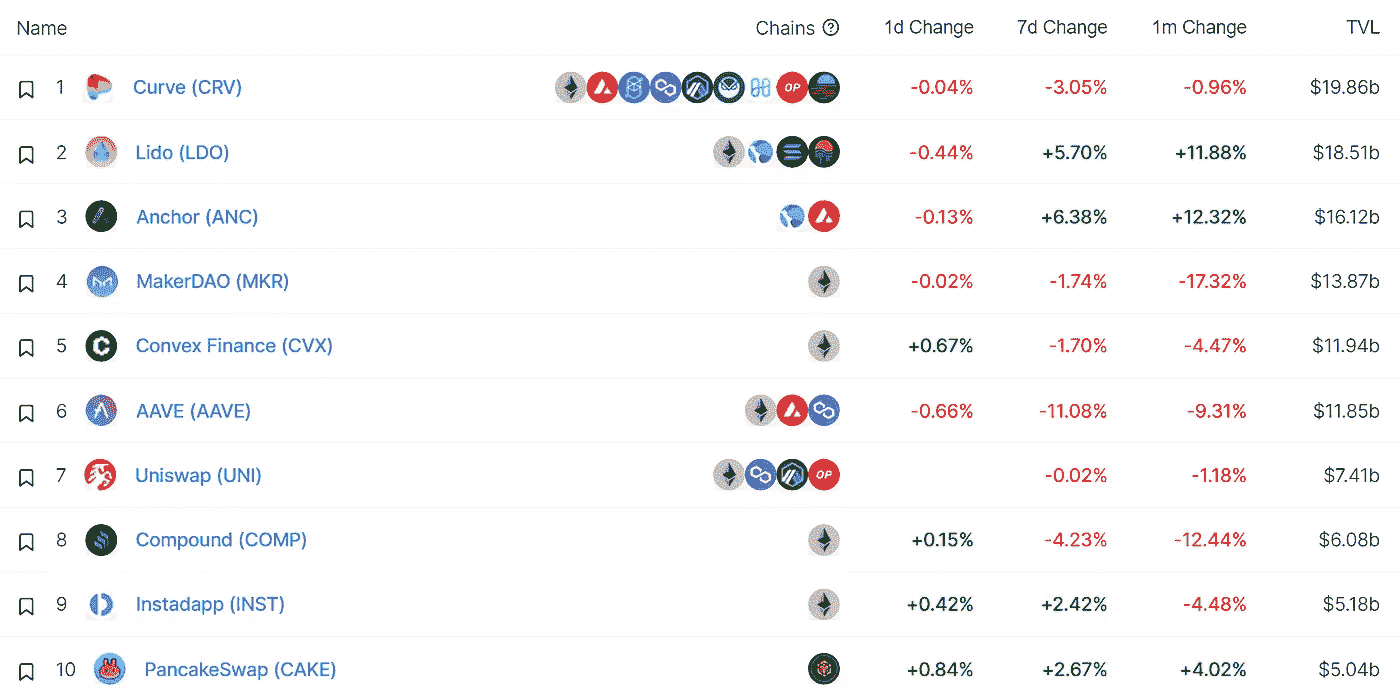 Name Chains ? 1d Change 7d Change 1m Change TVL
1 Curve (CRV) OP -0.04% -3.05% -0.96% $19.86b
2 Lido (LDO) -0.44% +5.70% +11.88% $18.51b
3 Anchor (ANC) -0.13% +6.38% +12.32% $16.12b
4 MakerDAO (MKR) -0.02% -1.74% -17.32% $13.87b
5 Convex Finance (CVX) +0.67% -1.70% -4.47% $11.94b
6 AAVE (AAVE) -0.66% -11.08% -9.31% $11.85b
7 Uniswap (UNI) OP -0.02% -1.18% $7.41b
8 Compound (COMP) +0.15% -4.23% -12.44% $6.08b
9 Instadapp (INST) +0.42% +2.42% -4.48% $5.18b
10 PancakeSwap (CAKE) +0.84% +2.67% +4.02% $5.04b